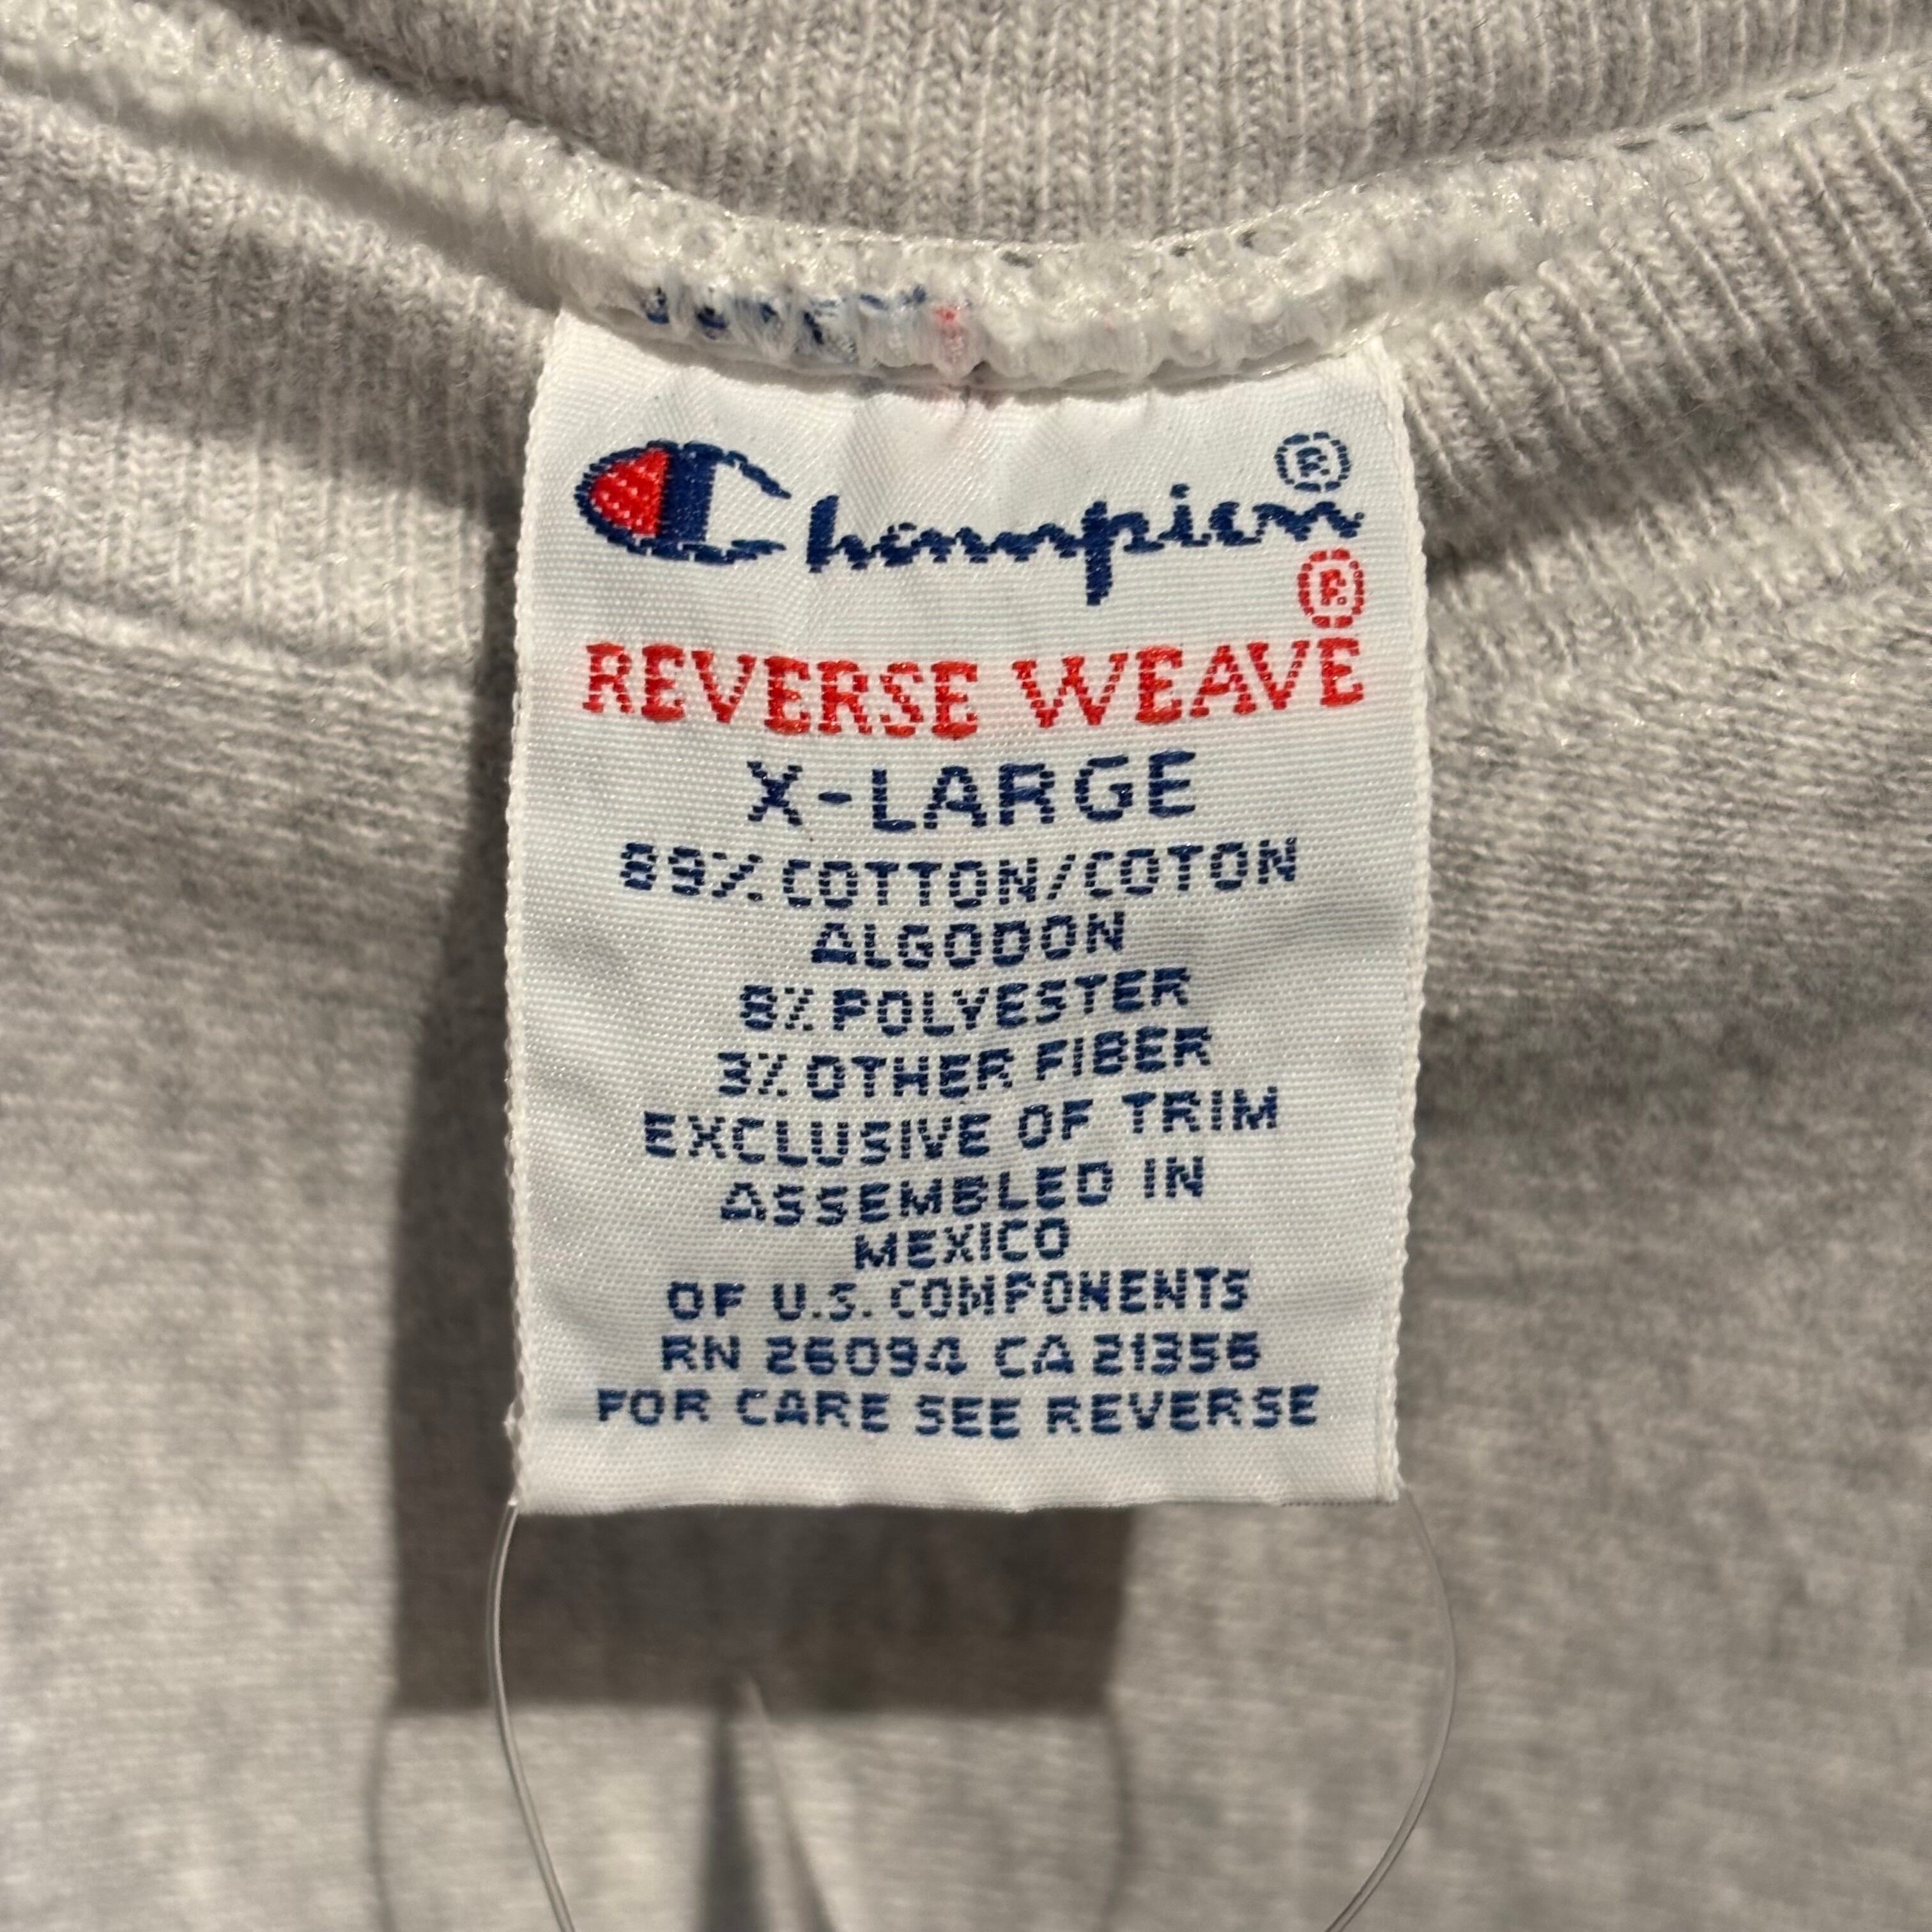 Champion®
®
REVERSE WEAVE
X-LARGE
89% COTTON/COTON
ALGODON
8% POLYESTER
3% OTHER FIBER
EXCLUSIVE OF TRIM
ASSEMBLED IN
MEXICO
OF U.S. COMPONENTS
RN 26094 CA 21356
FOR CARE SEE REVERSE